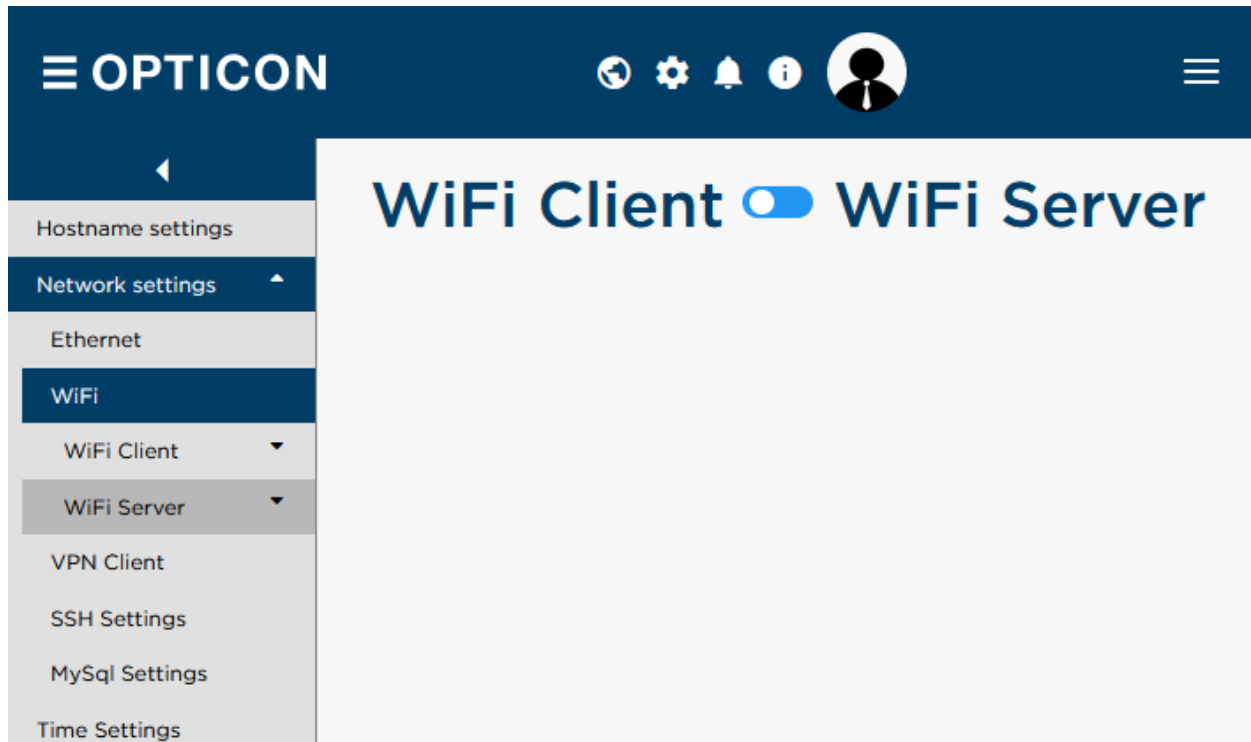 OPTICON
WiFi Client WiFi Server
Hostname settings
Network settings
Ethernet
WiFi
WiFi Client
WiFi Server
VPN Client
SSH Settings
MySql Settings
Time Settings